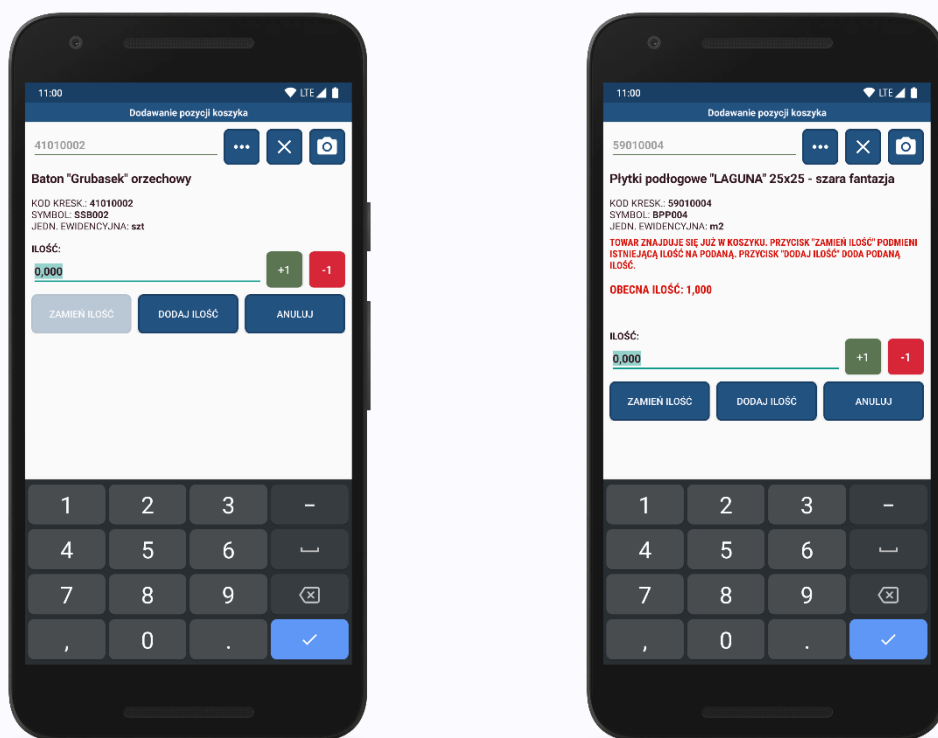 11:00
LTE
Dodawanie pozycji koszyka
41010002
Baton "Grubasek" orzechowy
KOD KRESK.: 41010002
SYMBOL: SSB002
JEDN. EWIDENCYJNA: szt
ILOŚĆ:
0,000
+1
-1
ZAMIEŃ ILOŚĆ
DODAJ ILOŚĆ
ANULUJ
1
2
3
–
4
5
6
7
8
9
,
0
.
11:00
LTE
Dodawanie pozycji koszyka
59010004
Płytki podłogowe "LAGUNA" 25x25 - szara fantazja
KOD KRESK.: 59010004
SYMBOL: BPP004
JEDN. EWIDENCYJNA: m2
TOWAR ZNAJDUJE SIĘ JUŻ W KOSZYKU. PRZYCISK "ZAMIEŃ ILOŚĆ" PODMIENI
ISTNIEJĄCĄ ILOŚĆ NA PODANĄ. PRZYCISK "DODAJ ILOŚĆ" DODA PODANĄ
ILOŚĆ.
OBECNA ILOŚĆ: 1,000
ILOŚĆ:
0,000
+1
-1
ZAMIEŃ ILOŚĆ
DODAJ ILOŚĆ
ANULUJ
1
2
3
–
4
5
6
7
8
9
,
0
.